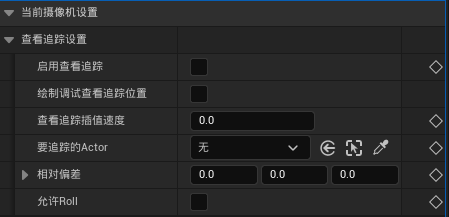 当前摄像机设置
查看追踪设置
启用查看追踪
绘制调试查看追踪位置
查看追踪插值速度 0.0
要追踪的Actor 无
相对偏差 0.0 0.0 0.0
允许Roll